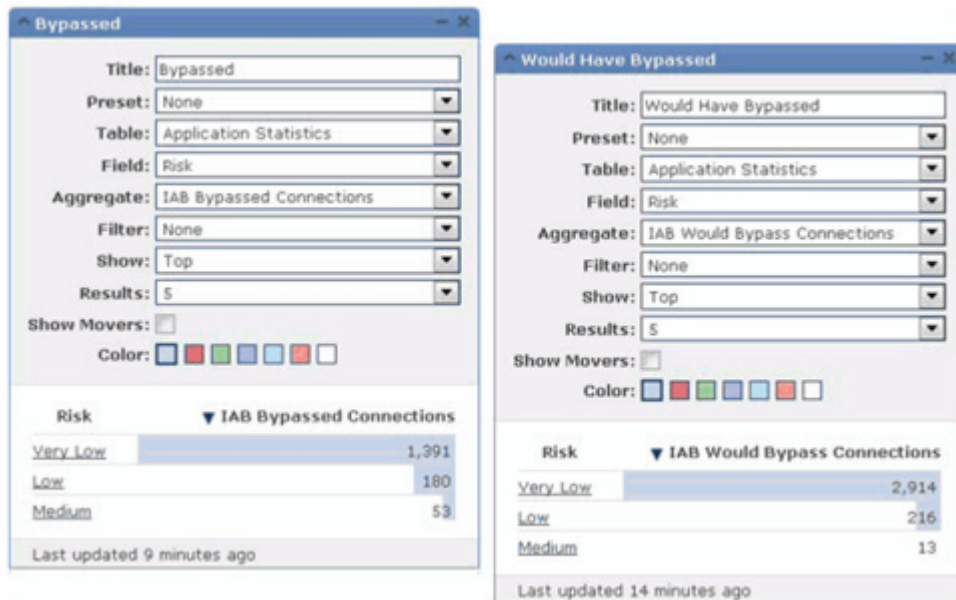 Bypassed
Title: Bypassed
Preset: None
Table: Application Statistics
Field: Risk
Aggregate: IAB Bypassed Connections
Filter: None
Show: Top
Results: 5
Show Movers:
Color:
Risk IAB Bypassed Connections
Very Low 1,391
Low 180
Medium 53
Last updated 9 minutes ago
Would Have Bypassed
Title: Would Have Bypassed
Preset: None
Table: Application Statistics
Field: Risk
Aggregate: IAB Would Bypass Connections
Filter: None
Show: Top
Results: 5
Show Movers:
Color:
Risk IAB Would Bypass Connections
Very Low 2,914
Low 216
Medium 13
Last updated 14 minutes ago